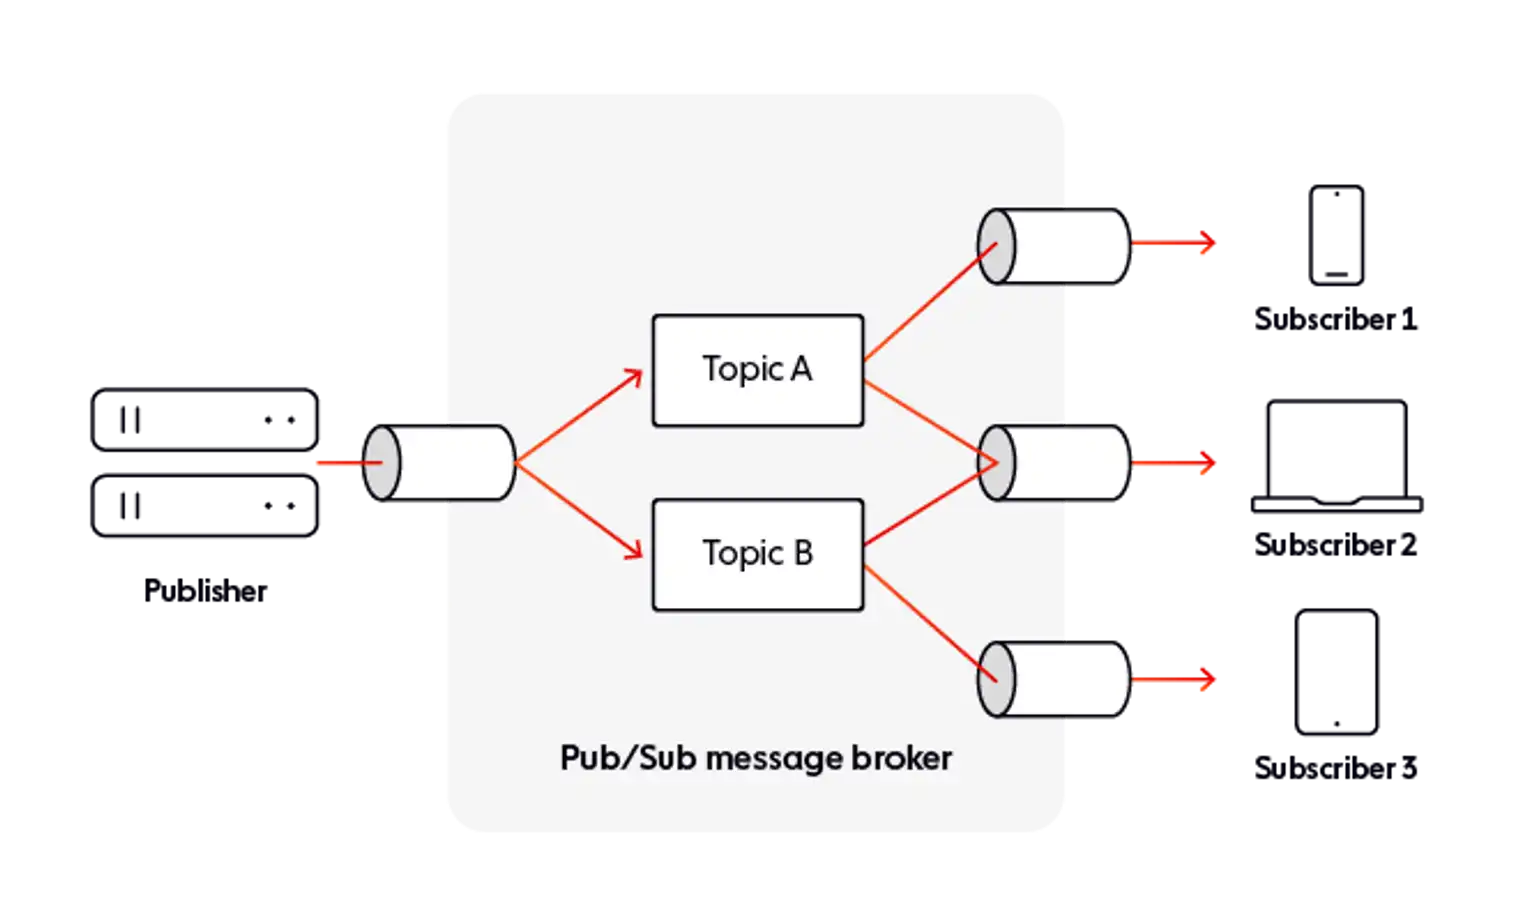 Publisher
Topic A
Topic B
Pub/Sub message broker
Subscriber 1
Subscriber 2
Subscriber 3